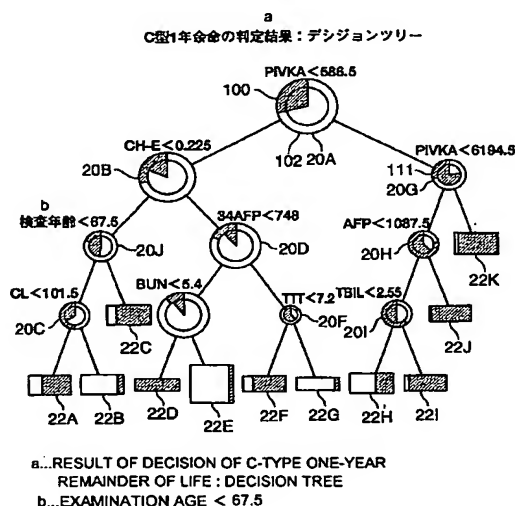 a
C型1年余命の判定結果：デシジョンツリー
PIVKA<586.5
100
CH-E<0.225
102 20A
PIVKA<6194.5
20B
111
20G
b
検査年齢<67.5
34AFP<748
AFP<1087.5
20J
20D
20H
22K
CL<101.5
BUN<5.4
TTT<7.2
TBIL<2.55
20C
22C
20F
20I
22J
22A 22B 22D 22E 22F 22G 22H 22I
a...RESULT OF DECISION OF C-TYPE ONE-YEAR
REMAINDER OF LIFE : DECISION TREE
b...EXAMINATION AGE < 67.5